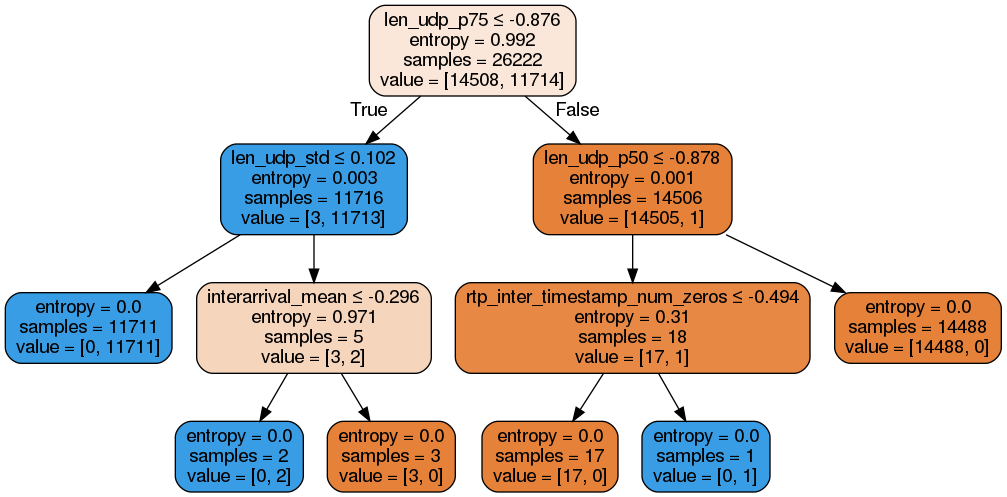 len_udp_p75 ≤ -0.876
entropy = 0.992
samples = 26222
value = [14508, 11714]
True
False
len_udp_std ≤ 0.102
entropy = 0.003
samples = 11716
value = [3, 11713]
len_udp_p50 ≤ -0.878
entropy = 0.001
samples = 14506
value = [14505, 1]
entropy = 0.0
samples = 11711
value = [0, 11711]
interarrival_mean ≤ -0.296
entropy = 0.971
samples = 5
value = [3, 2]
rtp_inter_timestamp_num_zeros ≤ -0.494
entropy = 0.31
samples = 18
value = [17, 1]
entropy = 0.0
samples = 14488
value = [14488, 0]
entropy = 0.0
samples = 2
value = [0, 2]
entropy = 0.0
samples = 3
value = [3, 0]
entropy = 0.0
samples = 17
value = [17, 0]
entropy = 0.0
samples = 1
value = [0, 1]